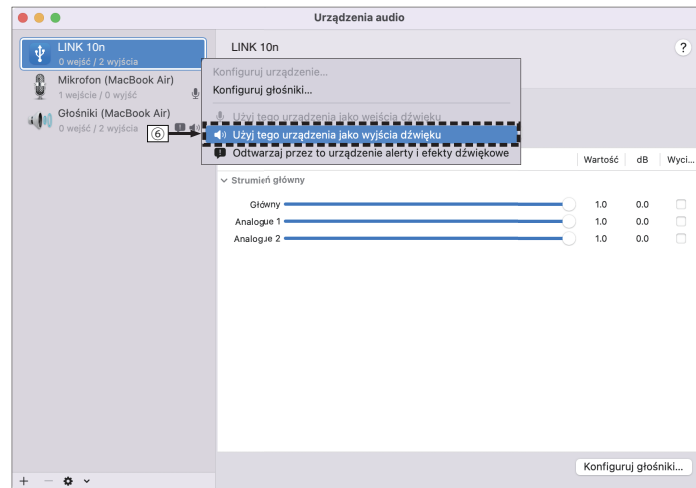 Urządzenia audio
LINK 10n
0 wejść / 2 wyjścia
Mikrofon (MacBook Air)
1 wejście / 0 wyjść
Głośniki (MacBook Air)
0 wejść / 2 wyjścia
6
LINK 10n
?
Konfiguruj urządzenie...
Konfiguruj głośniki...
Użyj tego urządzenia jako wejścia dźwięku
Użyj tego urządzenia jako wyjścia dźwięku
Odtwarzaj przez to urządzenie alerty i efekty dźwiękowe
Wartość dB Wyci...
Strumień główny
Główny 1.0 0.0
Analogue 1 1.0 0.0
Analogue 2 1.0 0.0
Konfiguruj głośniki...